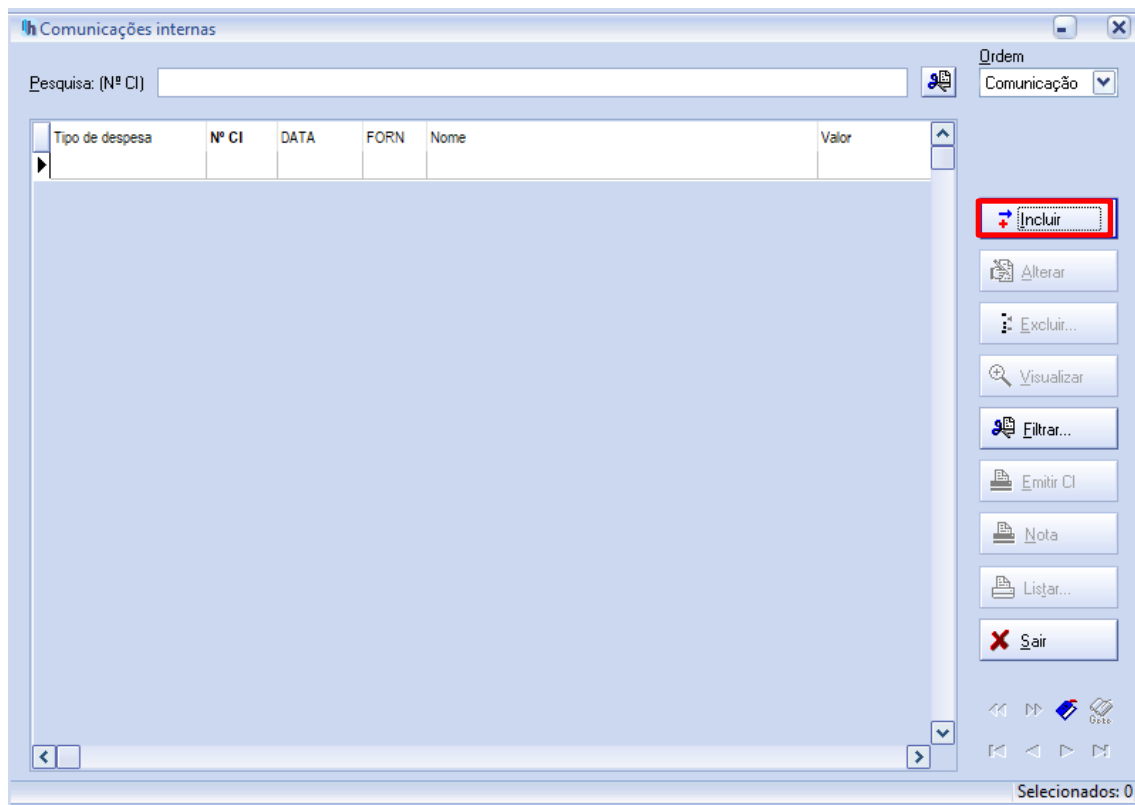 Comunicações internas
Ordem
Pesquisa: (Nº CI)
Comunicação
Tipo de despesa Nº CI DATA FORN Nome Valor
Incluir
Alterar
Excluir...
Visualizar
Filtrar...
Emitir CI
Nota
Listar...
Sair
Goto
Selecionados: 0